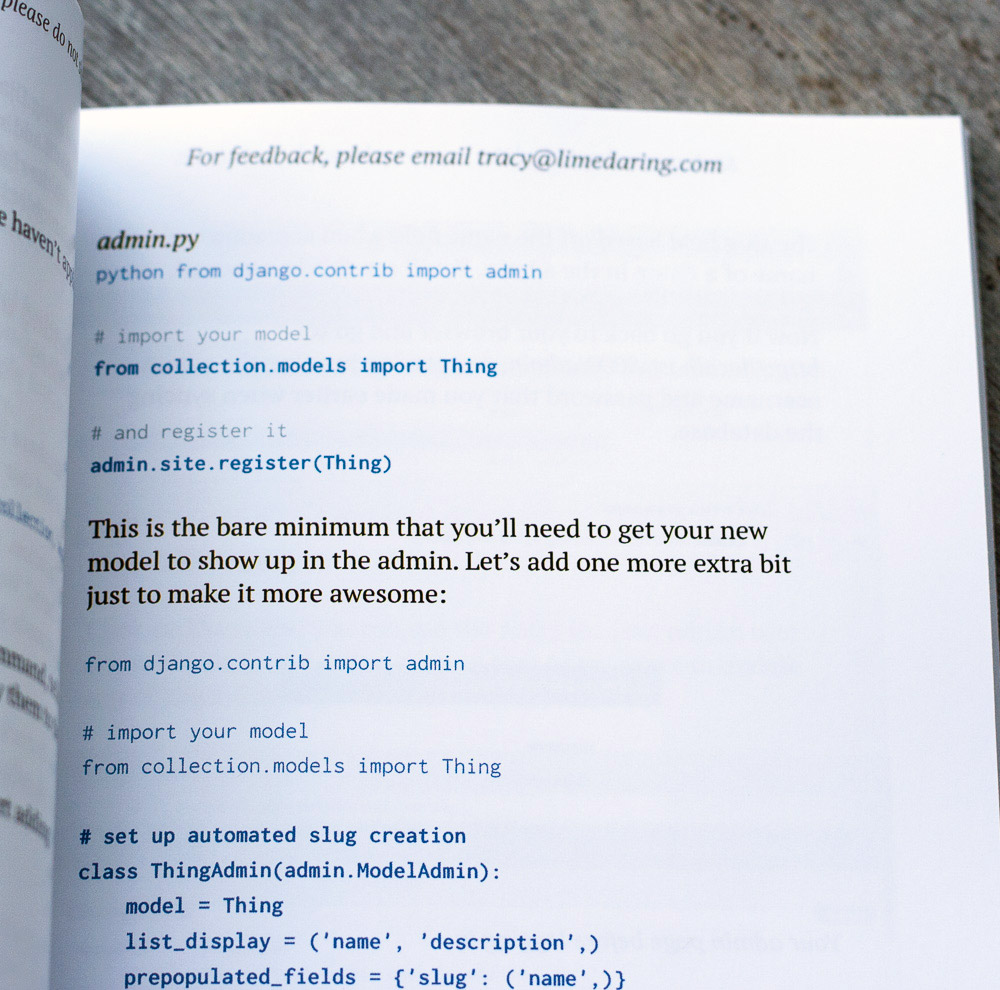 please do not
For feedback, please email tracy@limedaring.com
e haven't
admin.py
python from django.contrib import admin
# import your model
from collection.models import Thing
# and register it
admin.site.register(Thing)
This is the bare minimum that you'll need to get your new
model to show up in the admin. Let's add one more extra bit
just to make it more awesome:
from django.contrib import admin
# import your model
from collection.models import Thing
# set up automated slug creation
class ThingAdmin(admin.ModelAdmin):
    model = Thing
    list_display = ('name', 'description',)
    prepopulated_fields = {'slug': ('name',)}